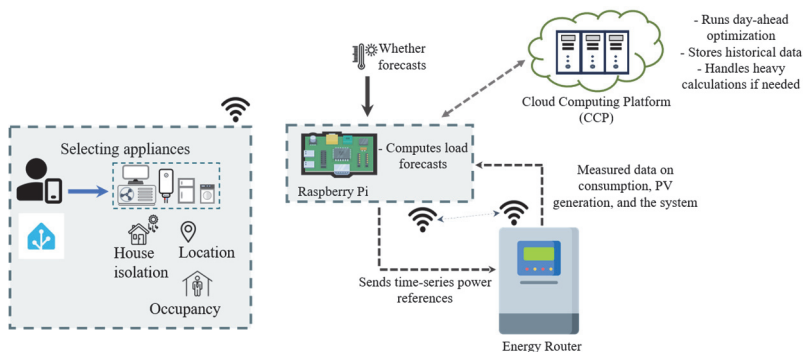 Selecting appliances
House
isolation
Location
Occupancy
Whether
forecasts
- Computes load
forecasts
Raspberry Pi
- Runs day-ahead
optimization
- Stores historical data
- Handles heavy
calculations if needed
Cloud Computing Platform
(CCP)
Measured data on
consumption, PV
generation, and the system
Sends time-series power
references
Energy Router